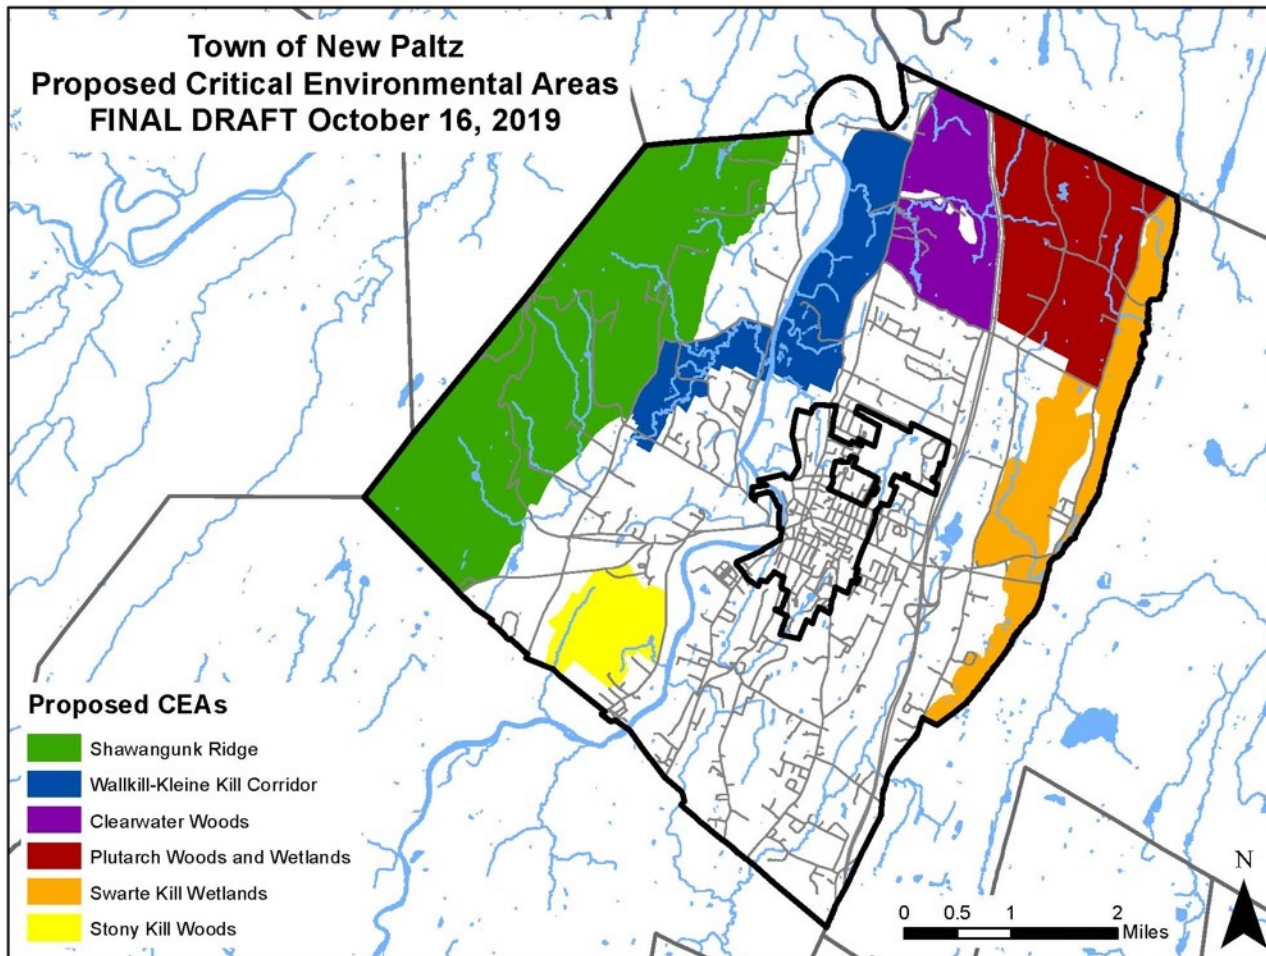 Town of New Paltz
Proposed Critical Environmental Areas
FINAL DRAFT October 16, 2019
Proposed CEAs
Shawangunk Ridge
Wallkill-Kleine Kill Corridor
Clearwater Woods
Plutarch Woods and Wetlands
Swarte Kill Wetlands
Stony Kill Woods
N
0 0.5 1 2
Miles